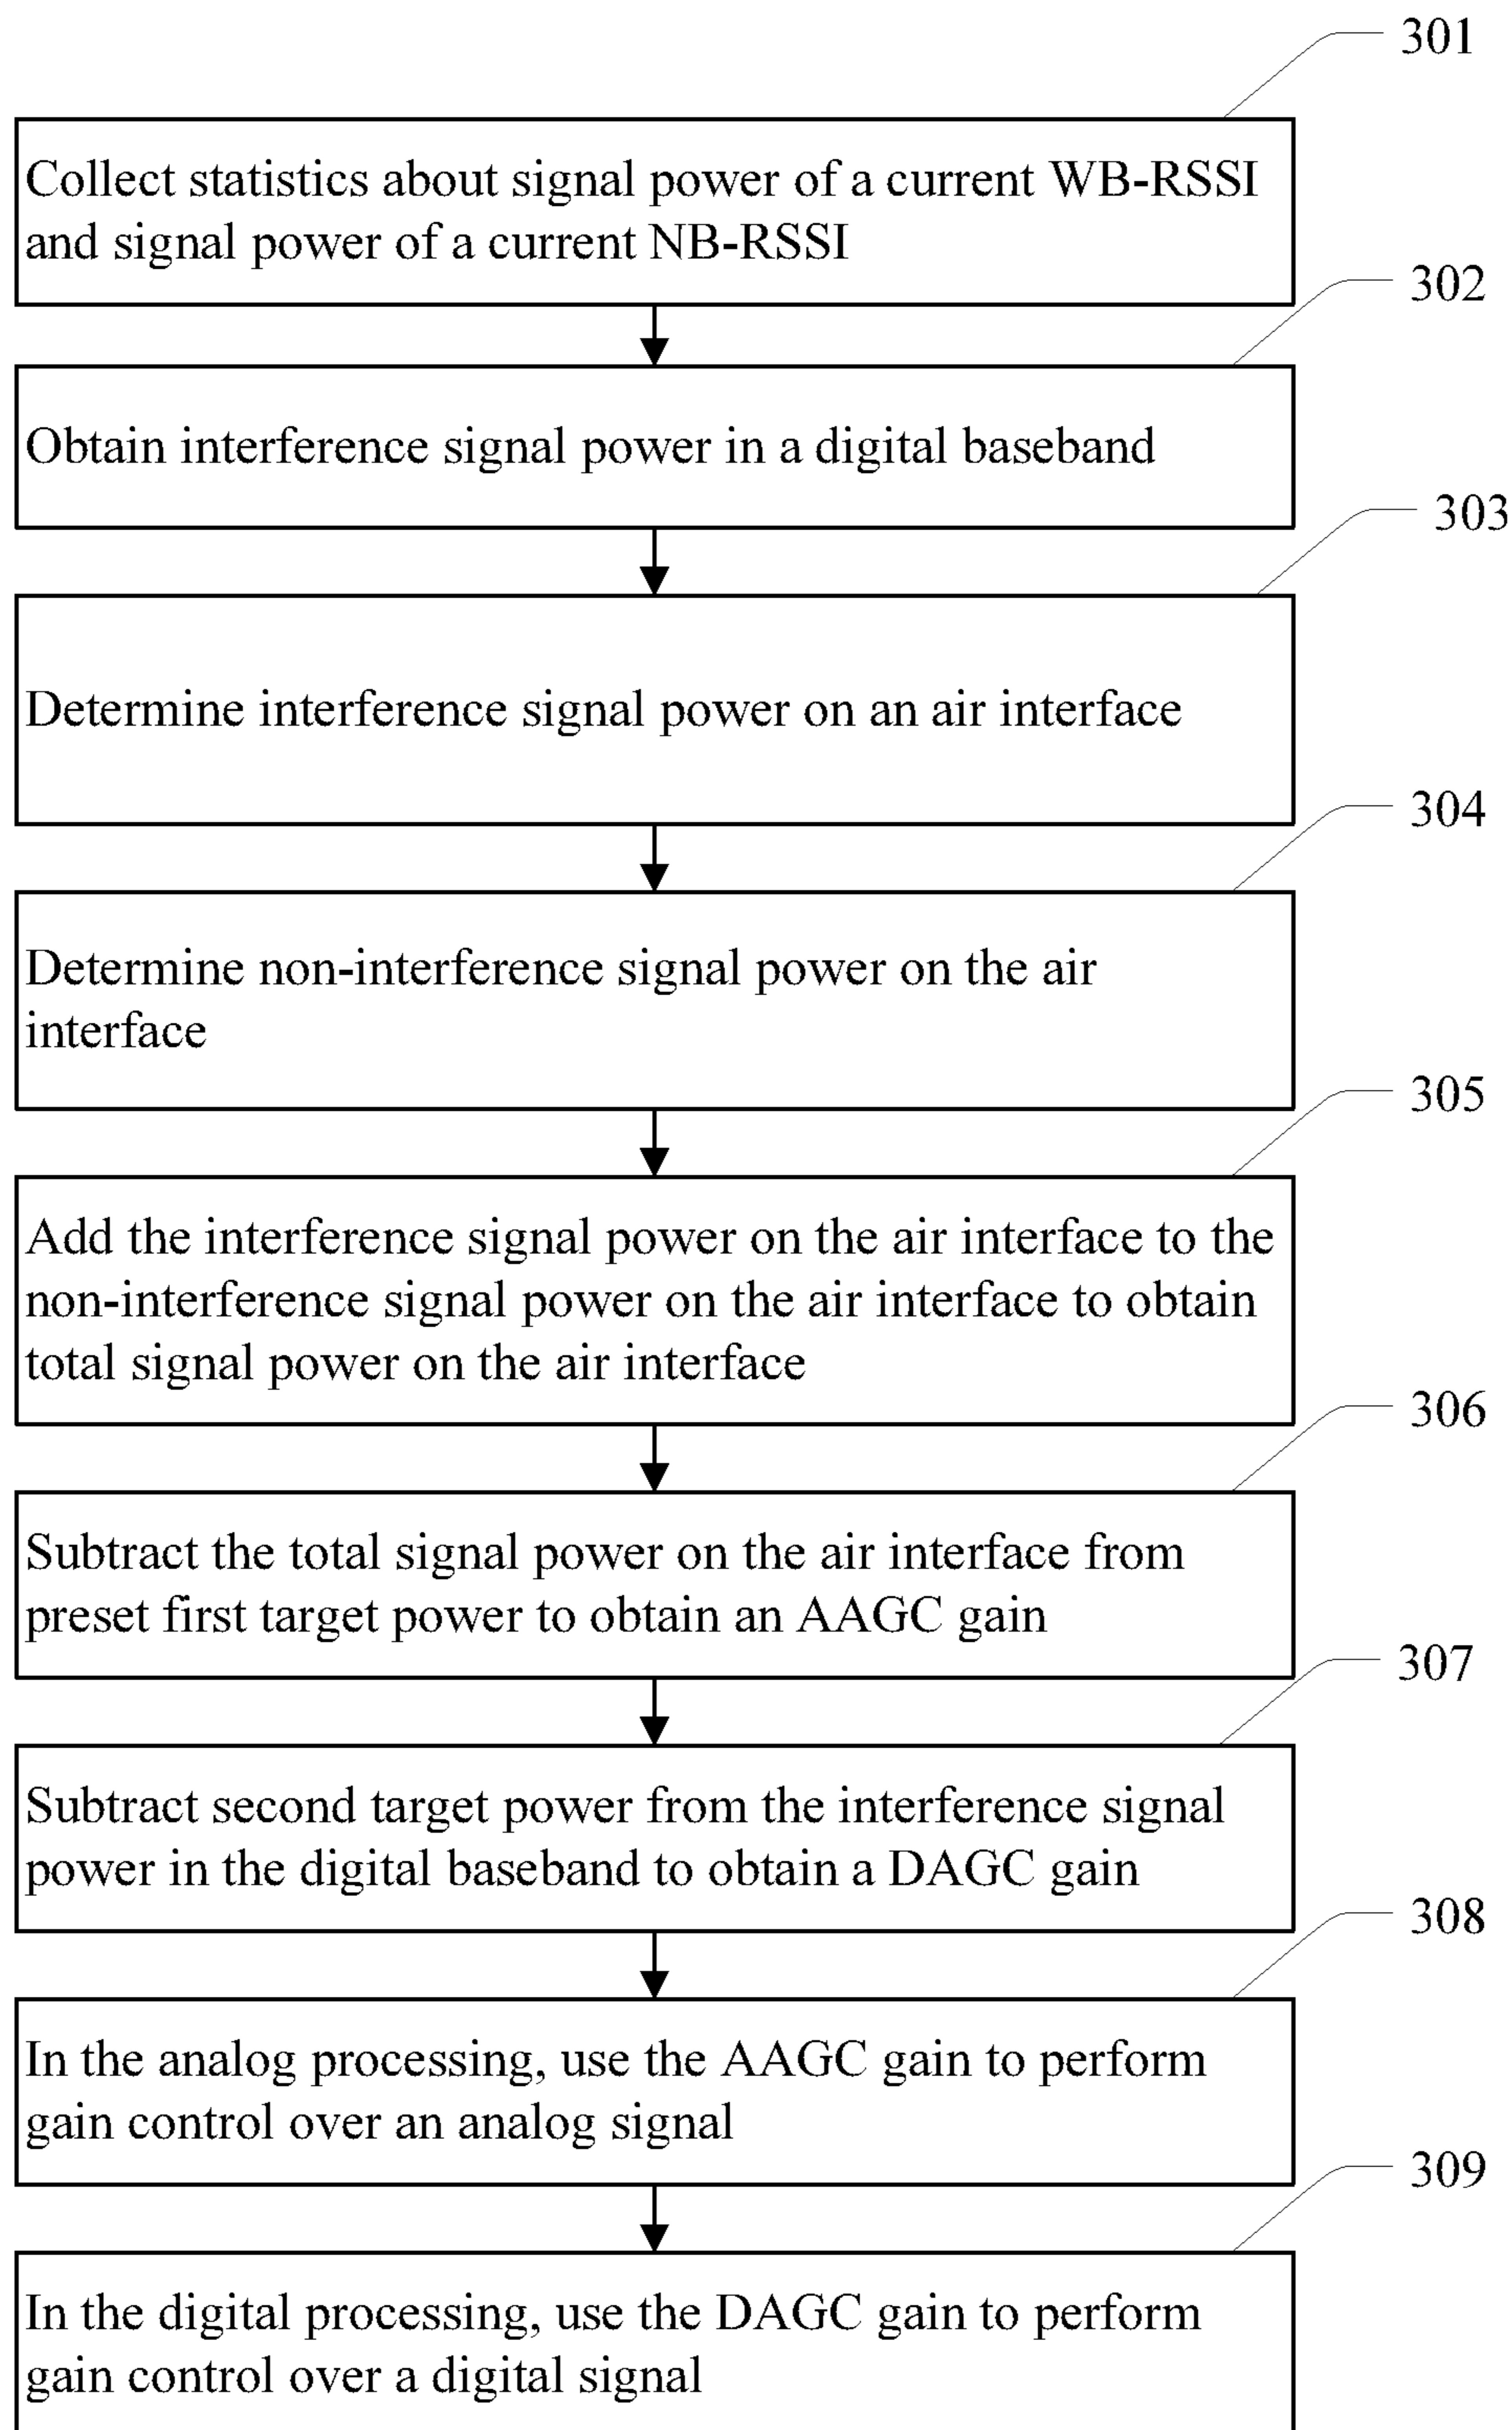 301
Collect statistics about signal power of a current WB-RSSI
and signal power of a current NB-RSSI
302
Obtain interference signal power in a digital baseband
303
Determine interference signal power on an air interface
304
Determine non-interference signal power on the air
interface
305
Add the interference signal power on the air interface to the
non-interference signal power on the air interface to obtain
total signal power on the air interface
306
Subtract the total signal power on the air interface from
preset first target power to obtain an AAGC gain
307
Subtract second target power from the interference signal
power in the digital baseband to obtain a DAGC gain
308
In the analog processing, use the AAGC gain to perform
gain control over an analog signal
309
In the digital processing, use the DAGC gain to perform
gain control over a digital signal